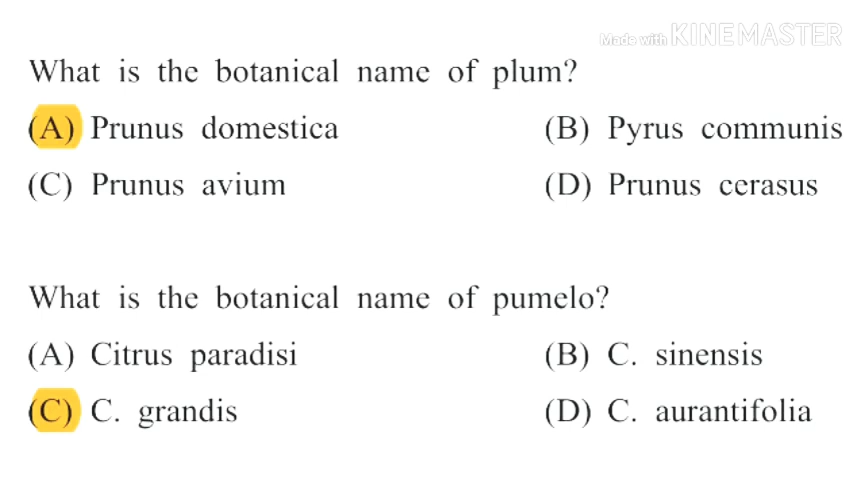 Made with KINEMASTER
What is the botanical name of plum?
(A) Prunus domestica (B) Pyrus communis
(C) Prunus avium (D) Prunus cerasus
What is the botanical name of pumelo?
(A) Citrus paradisi (B) C. sinensis
(C) C. grandis (D) C. aurantifolia